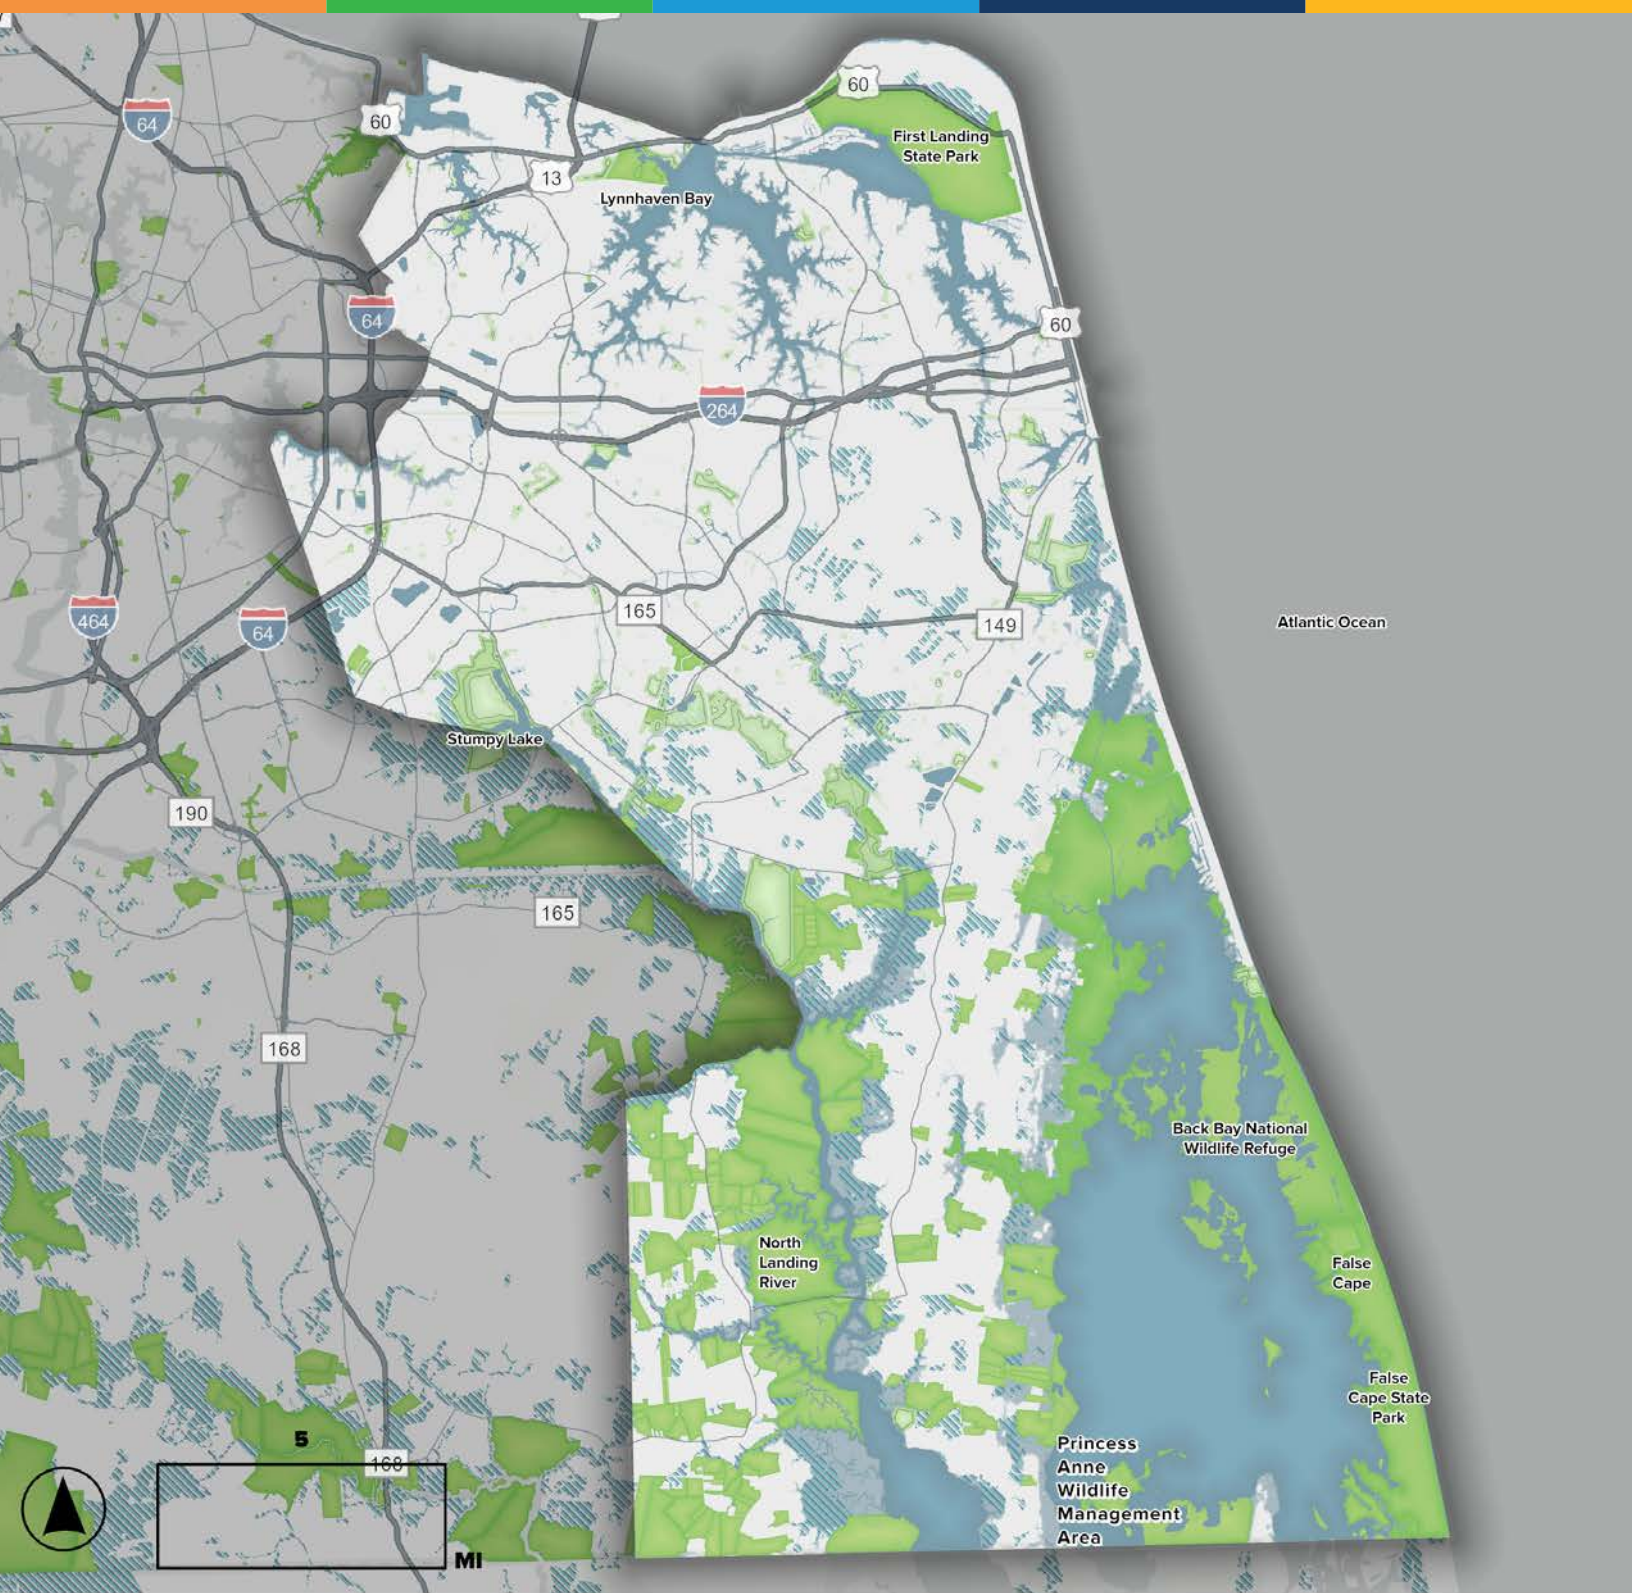 60
64
60
First Landing
State Park
13
Lynnhaven Bay
64
60
264
165
149
464
64
Atlantic Ocean
Stumpy Lake
190
165
168
Back Bay National
Wildlife Refuge
North
Landing
River
False
Cape
False
Cape State
Park
5
168
Princess
Anne
Wildlife
Management
Area
MI